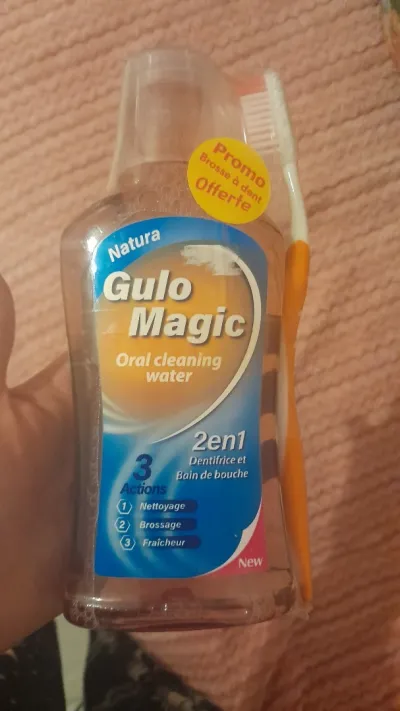 Promo
Brosse à dent
Offerte
Natura
Gulo
Magic
Oral cleaning
water
2en1
Dentifrice et
Bain de bouche
3
Actions
1 Nettoyage
2 Brossage
3 Fraîcheur
New